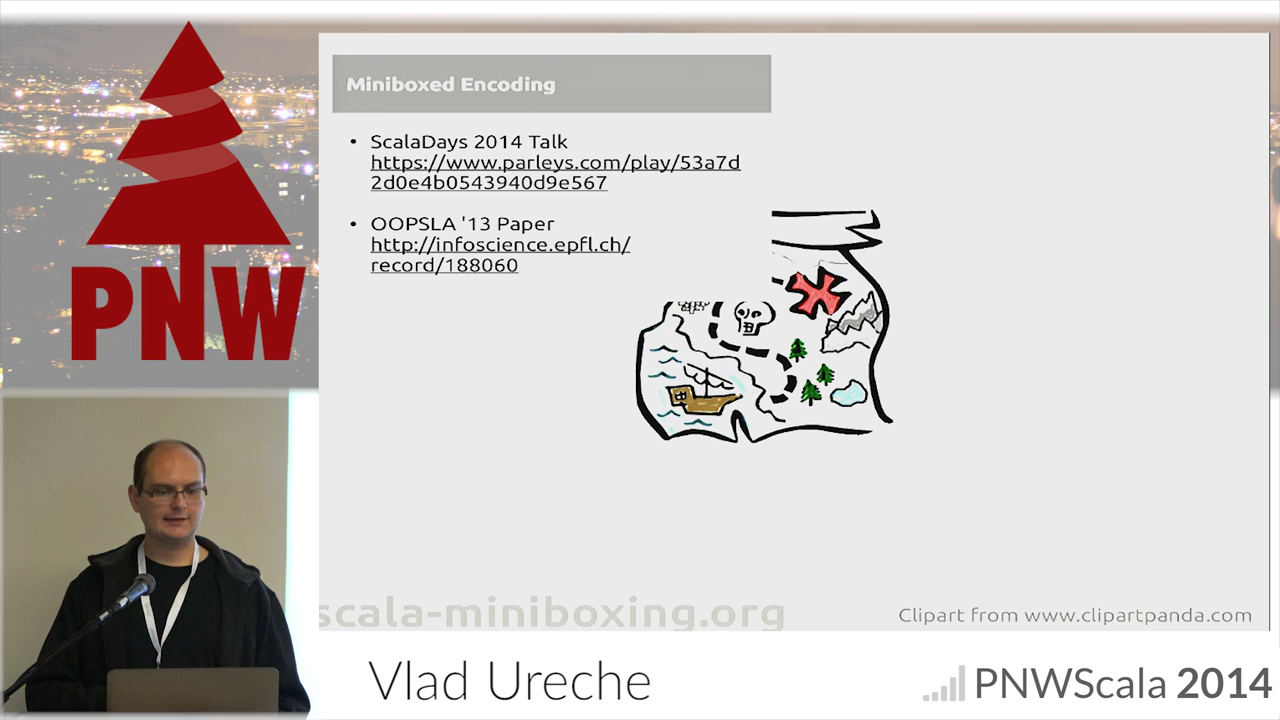 PNW
Miniboxed Encoding
• ScalaDays 2014 Talk
https://www.parleys.com/play/53a7d
2d0e4b0543940d9e567
• OOPSLA '13 Paper
http://infoscience.epfl.ch/
record/188060
scala-miniboxing.org
Clipart from www.clipartpanda.com
Vlad Ureche
PNWScala 2014